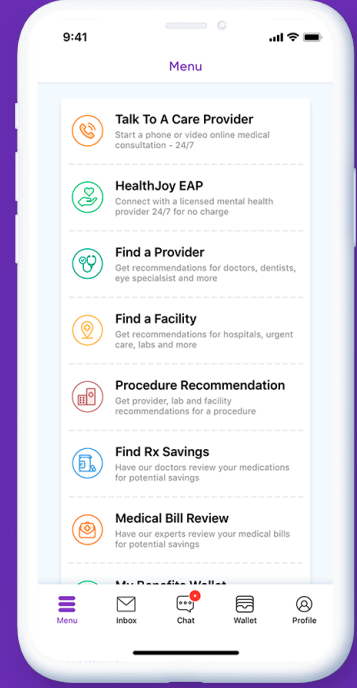 9:41
Menu
Talk To A Care Provider
Start a phone or video online medical
consultation - 24/7
HealthJoy EAP
Connect with a licensed mental health
provider 24/7 for no charge
Find a Provider
Get recommendations for doctors, dentists,
eye specialsist and more
Find a Facility
Get recommendations for hospitals, urgent
care, labs and more
Procedure Recommendation
Get provider, lab and facility
recommendations for a procedure
Find Rx Savings
Have our doctors review your medications
for potential savings
Medical Bill Review
Have our experts review your medical bills
for potential savings
My Benefits Wallet
Menu Inbox Chat Wallet Profile